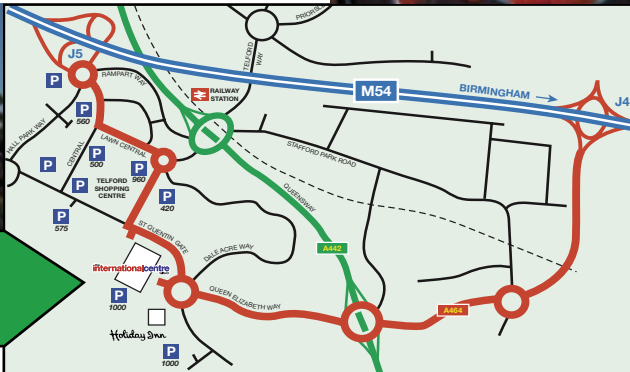 PRIORSL
J5
TELFORD
WAY
RAMPART WAY
P
M54
BIRMINGHAM
J4
RAILWAY
STATION
P
560
HALL PARK WAY
CENTRAL
LAWN CENTRAL
P
500
P
960
STAFFORD PARK ROAD
P
P
TELFORD
SHOPPING
CENTRE
P
420
QUEENSWAY
P
575
ST QUENTIN GATE
A442
DALE ACRE WAY
internationalcentre
P
1000
QUEEN ELIZABETH WAY
A464
Holiday Inn
P
1000